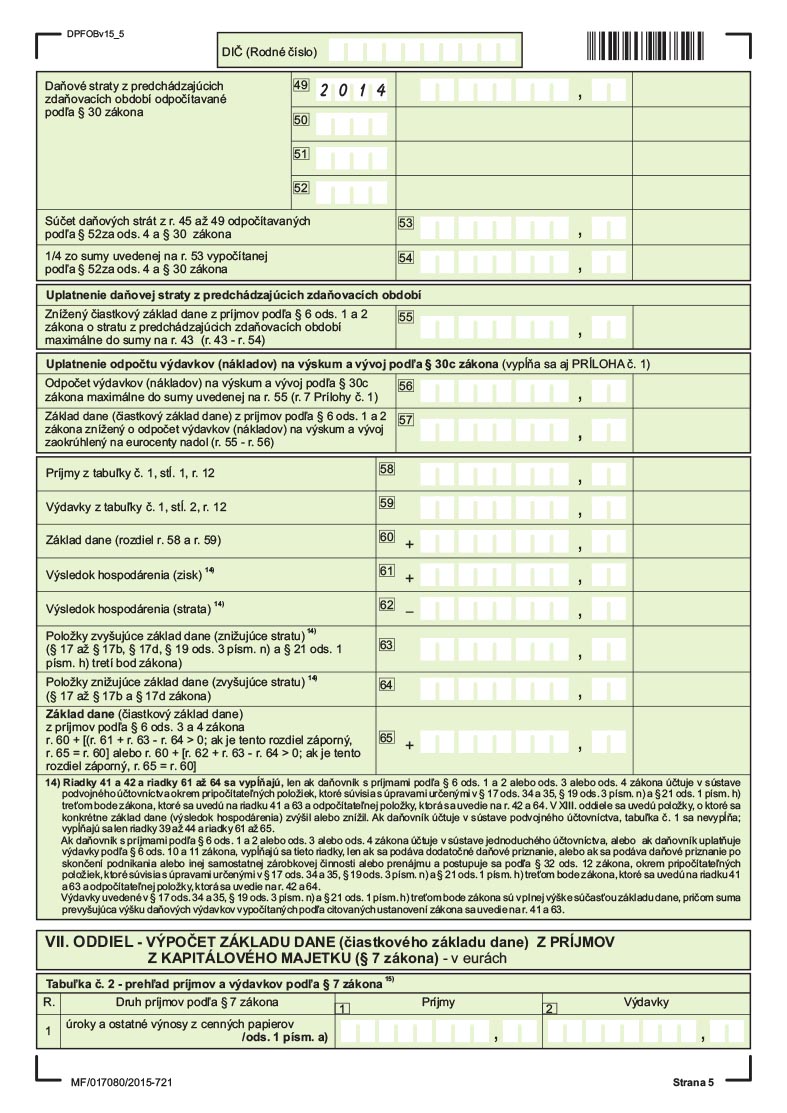 DPFOBv15_5
DIČ (Rodné číslo)
Daňové straty z predchádzajúcich
zdaňovacích období odpočítavané
podľa § 30 zákona
49 2 0 1 4 ,
50
51
52
Súčet daňových strát z r. 45 až 49 odpočítavaných
podľa § 52za ods. 4 a § 30 zákona
53 ,
1/4 zo sumy uvedenej na r. 53 vypočítanej
podľa § 52za ods. 4 a § 30 zákona
54 ,
Uplatnenie daňovej straty z predchádzajúcich zdaňovacích období
Znížený čiastkový základ dane z príjmov podľa § 6 ods. 1 a 2
zákona o stratu z predchádzajúcich zdaňovacích období
maximálne do sumy na r. 43 (r. 43 - r. 54)
55 ,
Uplatnenie odpočtu výdavkov (nákladov) na výskum a vývoj podľa § 30c zákona (vypĺňa sa aj PRÍLOHA č. 1)
Odpočet výdavkov (nákladov) na výskum a vývoj podľa § 30c
zákona maximálne do sumy uvedenej na r. 55 (r. 7 Prílohy č. 1)
56 ,
Základ dane (čiastkový základ dane) z príjmov podľa § 6 ods. 1 a 2
zákona znížený o odpočet výdavkov (nákladov) na výskum a vývoj
zaokrúhlený na eurocenty nadol (r. 55 - r. 56)
57 ,
Príjmy z tabuľky č. 1, stĺ. 1, r. 12
58 ,
Výdavky z tabuľky č. 1, stĺ. 2, r. 12
59 ,
Základ dane (rozdiel r. 58 a r. 59)
60 + ,
Výsledok hospodárenia (zisk) 14)
61 + ,
Výsledok hospodárenia (strata) 14)
62 – ,
Položky zvyšujúce základ dane (znižujúce stratu) 14)
(§ 17 až § 17b, § 17d, § 19 ods. 3 písm. n) a § 21 ods. 1
písm. h) tretí bod zákona)
63 ,
Položky znižujúce základ dane (zvyšujúce stratu) 14)
(§ 17 až § 17b a § 17d zákona)
64 ,
Základ dane (čiastkový základ dane)
z príjmov podľa § 6 ods. 3 a 4 zákona
r. 60 + [(r. 61 + r. 63 - r. 64 > 0; ak je tento rozdiel záporný,
r. 65 = r. 60] alebo r. 60 + [r. 62 + r. 63 - r. 64 > 0; ak je tento
rozdiel záporný, r. 65 = r. 60]
65 + ,
14) Riadky 41 a 42 a riadky 61 až 64 sa vypĺňajú, len ak daňovník s príjmami podľa § 6 ods. 1 a 2 alebo ods. 3 alebo ods. 4 zákona účtuje v sústave
podvojného účtovníctva okrem pripočítateľných položiek, ktoré súvisia s úpravami určenými v § 17 ods. 34 a 35, § 19 ods. 3 písm. n) a § 21 ods. 1 písm. h)
treťom bode zákona, ktoré sa uvedú na riadku 41 a 63 a odpočítateľnej položky, ktorá sa uvedie na r. 42 a 64. V XIII. oddiele sa uvedú položky, o ktoré sa
konkrétne základ dane (výsledok hospodárenia) zvýšil alebo znížil. Ak daňovník účtuje v sústave podvojného účtovníctva, tabuľka č. 1 sa nevypĺňa;
vypĺňajú sa len riadky 39 až 44 a riadky 61 až 65.
Ak daňovník s príjmami podľa § 6 ods. 1 a 2 alebo ods. 3 alebo ods. 4 zákona účtuje v sústave jednoduchého účtovníctva, alebo ak daňovník uplatňuje
výdavky podľa § 6 ods. 10 a 11 zákona, vypĺňajú sa tieto riadky, len ak sa podáva dodatočné daňové priznanie, alebo ak sa podáva daňové priznanie po
skončení podnikania alebo inej samostatnej zárobkovej činnosti alebo prenájmu a postupuje sa podľa § 32 ods. 12 zákona, okrem pripočítateľných
položiek, ktoré súvisia s úpravami určenými v § 17 ods. 34 a 35, § 19 ods. 3 písm. n) a § 21 ods. 1 písm. h) treťom bode zákona, ktoré sa uvedú na riadku 41
a 63 a odpočítateľnej položky, ktorá sa uvedie na r. 42 a 64.
Výdavky uvedené v § 17 ods. 34 a 35, § 19 ods. 3 písm. n) a § 21 ods. 1 písm. h) treťom bode zákona sú v plnej výške súčasťou základu dane, pričom suma
prevyšujúca výšku daňových výdavkov vypočítaných podľa citovaných ustanovení zákona sa uvedie na r. 41 a 63.
VII. ODDIEL - VÝPOČET ZÁKLADU DANE (čiastkového základu dane) Z PRÍJMOV
Z KAPITÁLOVÉHO MAJETKU (§ 7 zákona) - v eurách
Tabuľka č. 2 - prehľad príjmov a výdavkov podľa § 7 zákona 15)
R. Druh príjmov podľa § 7 zákona 1 Príjmy 2 Výdavky
1 úroky a ostatné výnosy z cenných papierov
/ods. 1 písm. a) , ,
MF/017080/2015-721 Strana 5